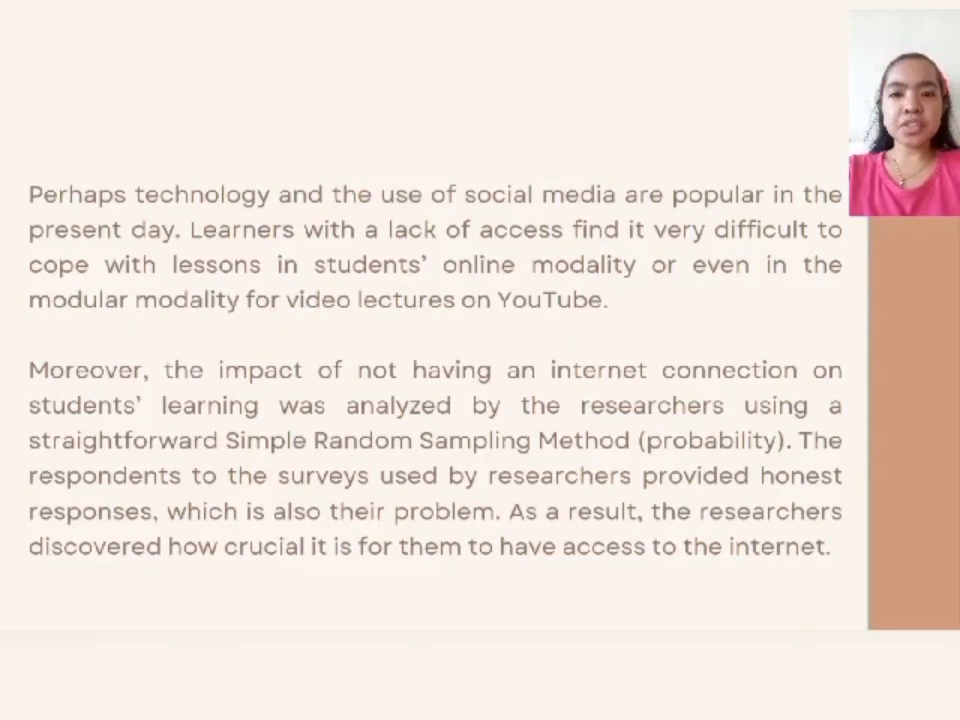 Perhaps technology and the use of social media are popular in the
present day. Learners with a lack of access find it very difficult to
cope with lessons in students’ online modality or even in the
modular modality for video lectures on YouTube.
Moreover, the impact of not having an internet connection on
students’ learning was analyzed by the researchers using a
straightforward Simple Random Sampling Method (probability). The
respondents to the surveys used by researchers provided honest
responses, which is also their problem. As a result, the researchers
discovered how crucial it is for them to have access to the internet.